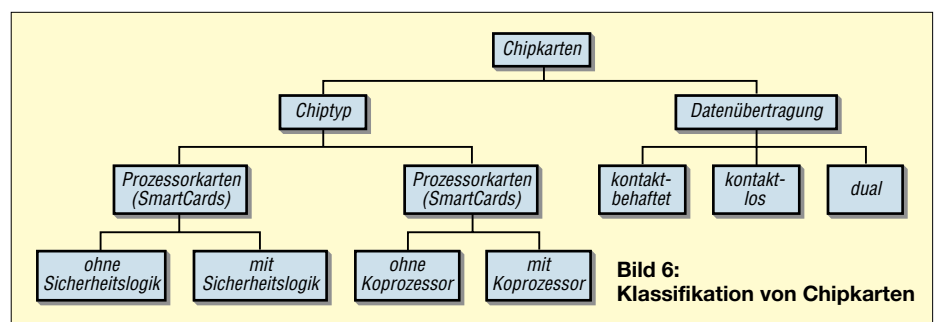 Chipkarten
Chiptyp
Datenübertragung
Prozessorkarten
(SmartCards)
Prozessorkarten
(SmartCards)
kontakt-
behaftet
kontakt-
los
dual
ohne
Sicherheitslogik
mit
Sicherheitslogik
ohne
Koprozessor
mit
Koprozessor
Bild 6:
Klassifikation von Chipkarten